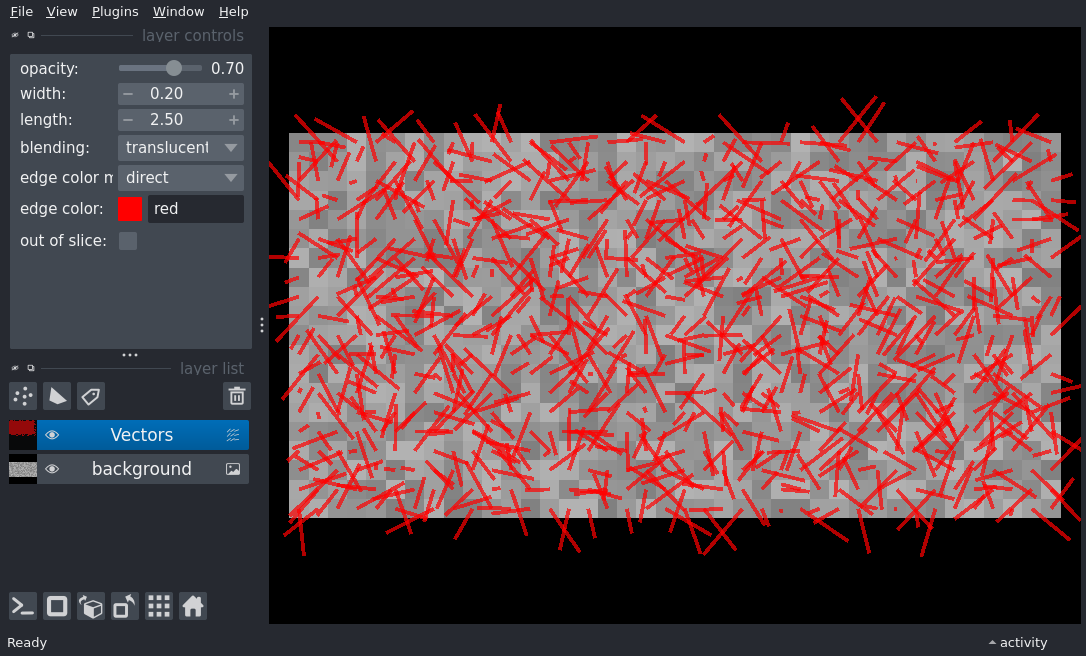 File View Plugins Window Help
layer controls
opacity: 0.70
width: − 0.20 +
length: − 2.50 +
blending: translucent
edge color m direct
edge color: red
out of slice:
layer list
Vectors
background
Ready
activity